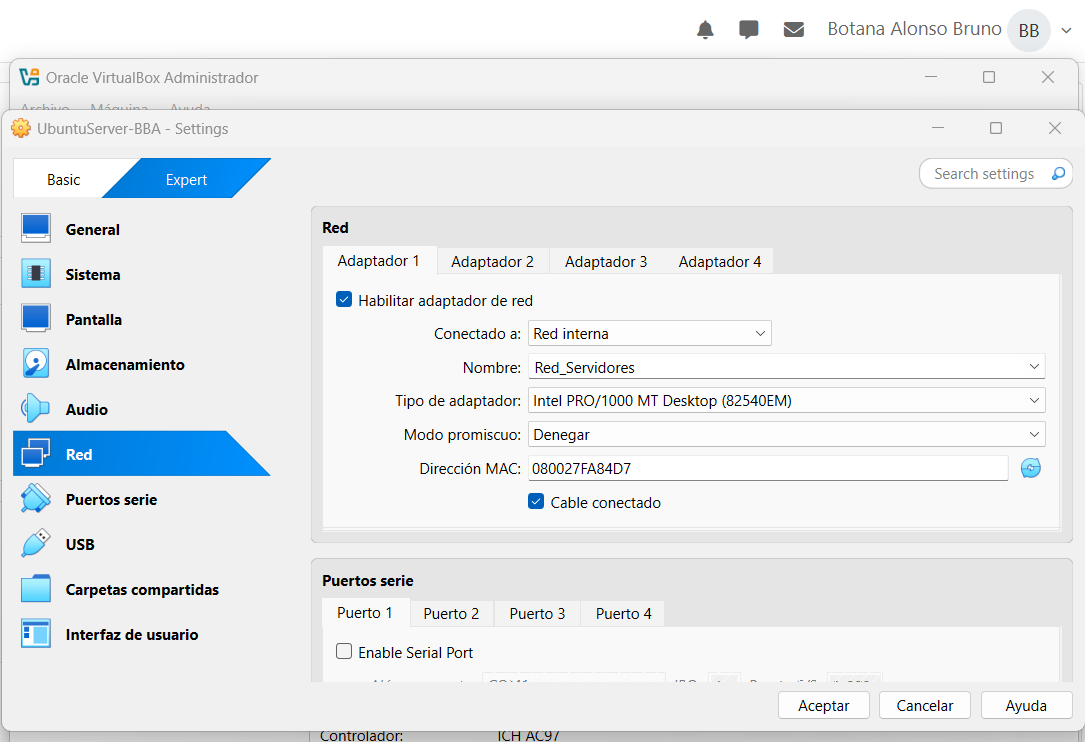 Botana Alonso Bruno BB
Oracle VirtualBox Administrador
Archivo Máquina Ayuda
UbuntuServer-BBA - Settings
Basic Expert Search settings
General
Sistema
Pantalla
Almacenamiento
Audio
Red
Puertos serie
USB
Carpetas compartidas
Interfaz de usuario
Red
Adaptador 1 Adaptador 2 Adaptador 3 Adaptador 4
Habilitar adaptador de red
Conectado a: Red interna
Nombre: Red_Servidores
Tipo de adaptador: Intel PRO/1000 MT Desktop (82540EM)
Modo promiscuo: Denegar
Dirección MAC: 080027FA84D7
Cable conectado
Puertos serie
Puerto 1 Puerto 2 Puerto 3 Puerto 4
Enable Serial Port
Aceptar Cancelar Ayuda
Controlador: ICH AC97